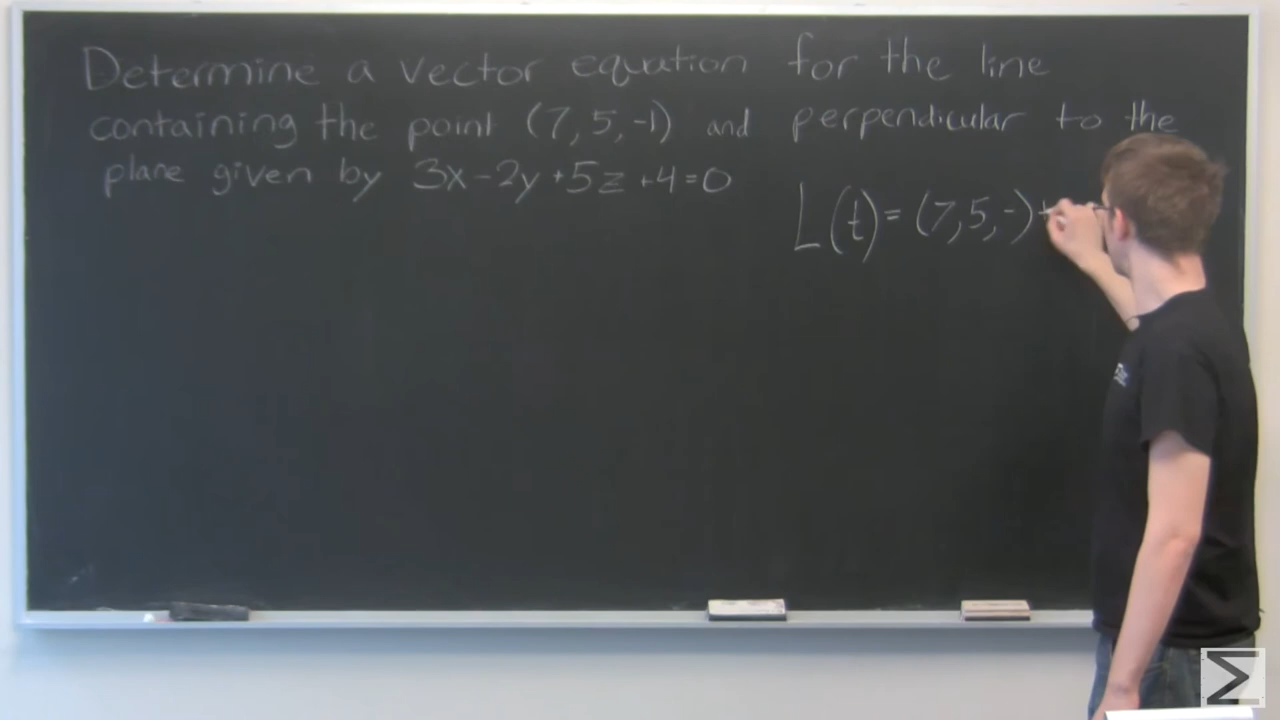 Determine a vector equation for the line
containing the point (7,5,-1) and perpendicular to the
plane given by 3x-2y+5z+4=0
L(t)=(7,5,-)+
Σ